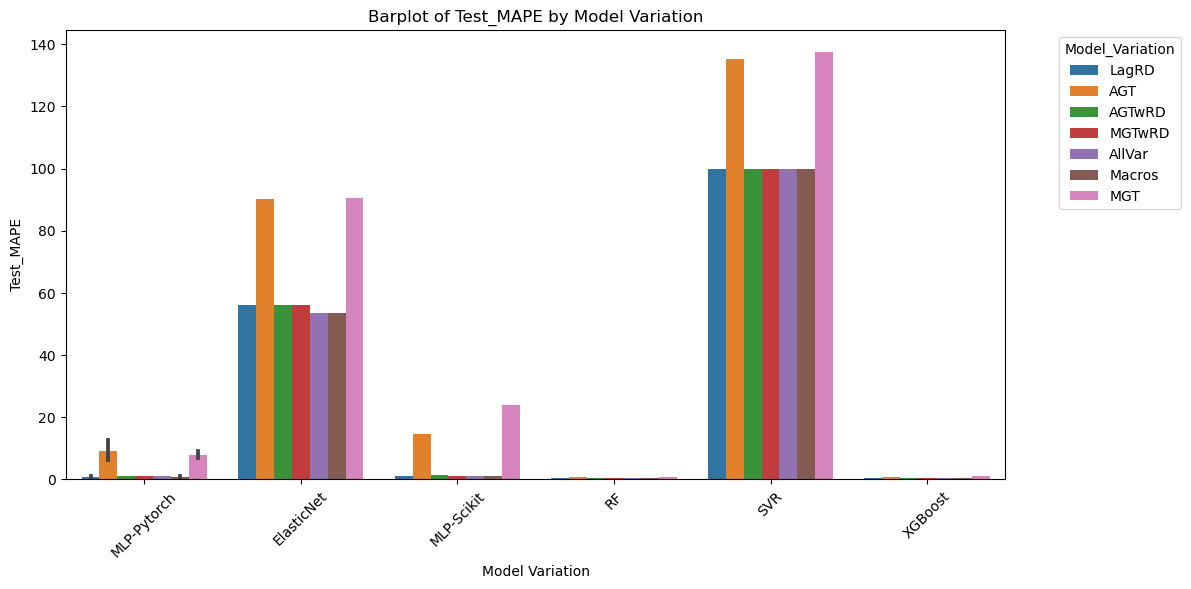 Barplot of Test_MAPE by Model Variation
Test_MAPE
140
120
100
80
60
40
20
0
MLP-Pytorch
ElasticNet
MLP-Scikit
RF
SVR
XGBoost
Model Variation
Model_Variation
LagRD
AGT
AGTwRD
MGTwRD
AllVar
Macros
MGT